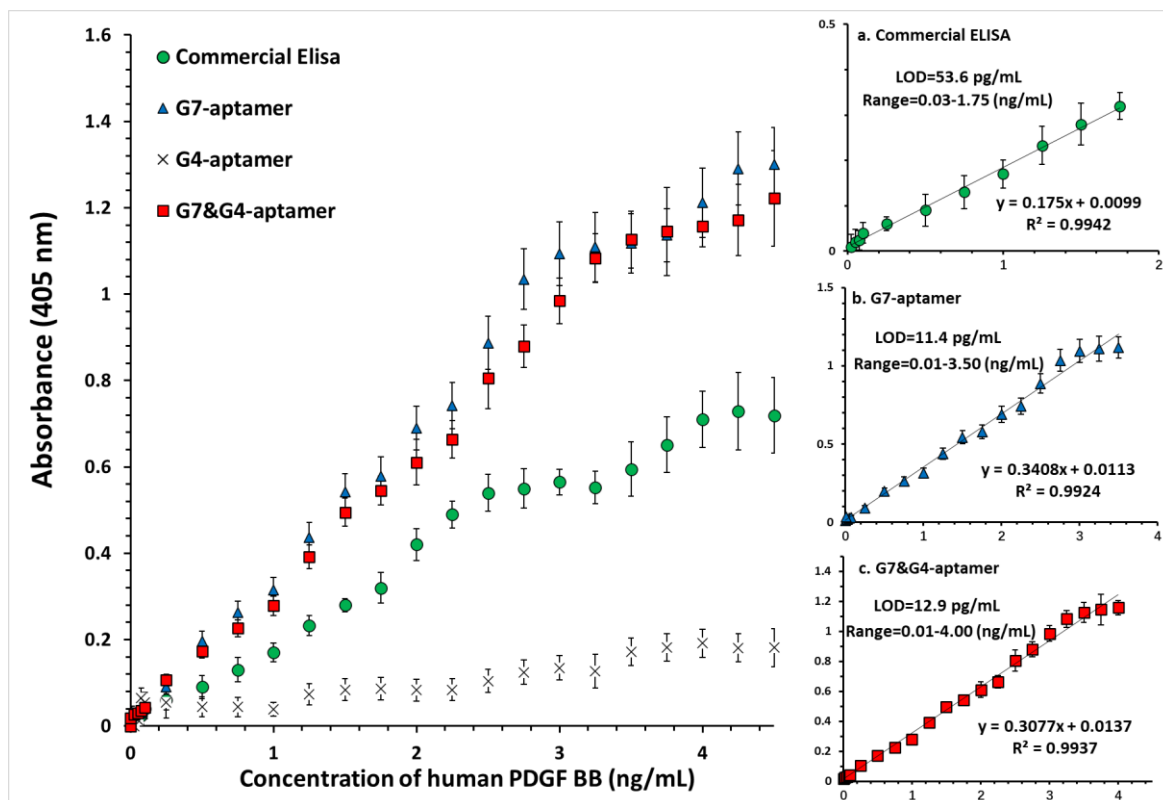 1.6
1.4
1.2
1
0.8
0.6
0.4
0.2
0
Absorbance (405 nm)
Commercial Elisa
G7-aptamer
G4-aptamer
G7&G4-aptamer
0 1 2 3 4
Concentration of human PDGF BB (ng/mL)
0.5
0
a. Commercial ELISA
LOD=53.6 pg/mL
Range=0.03-1.75 (ng/mL)
y = 0.175x + 0.0099
R² = 0.9942
0 1 2
1.5
1
0.5
0
b. G7-aptamer
LOD=11.4 pg/mL
Range=0.01-3.50 (ng/mL)
y = 0.3408x + 0.0113
R² = 0.9924
0 1 2 3 4
1.4
1.2
1
0.8
0.6
0.4
0.2
0
c. G7&G4-aptamer
LOD=12.9 pg/mL
Range=0.01-4.00 (ng/mL)
y = 0.3077x + 0.0137
R² = 0.9937
0 1 2 3 4